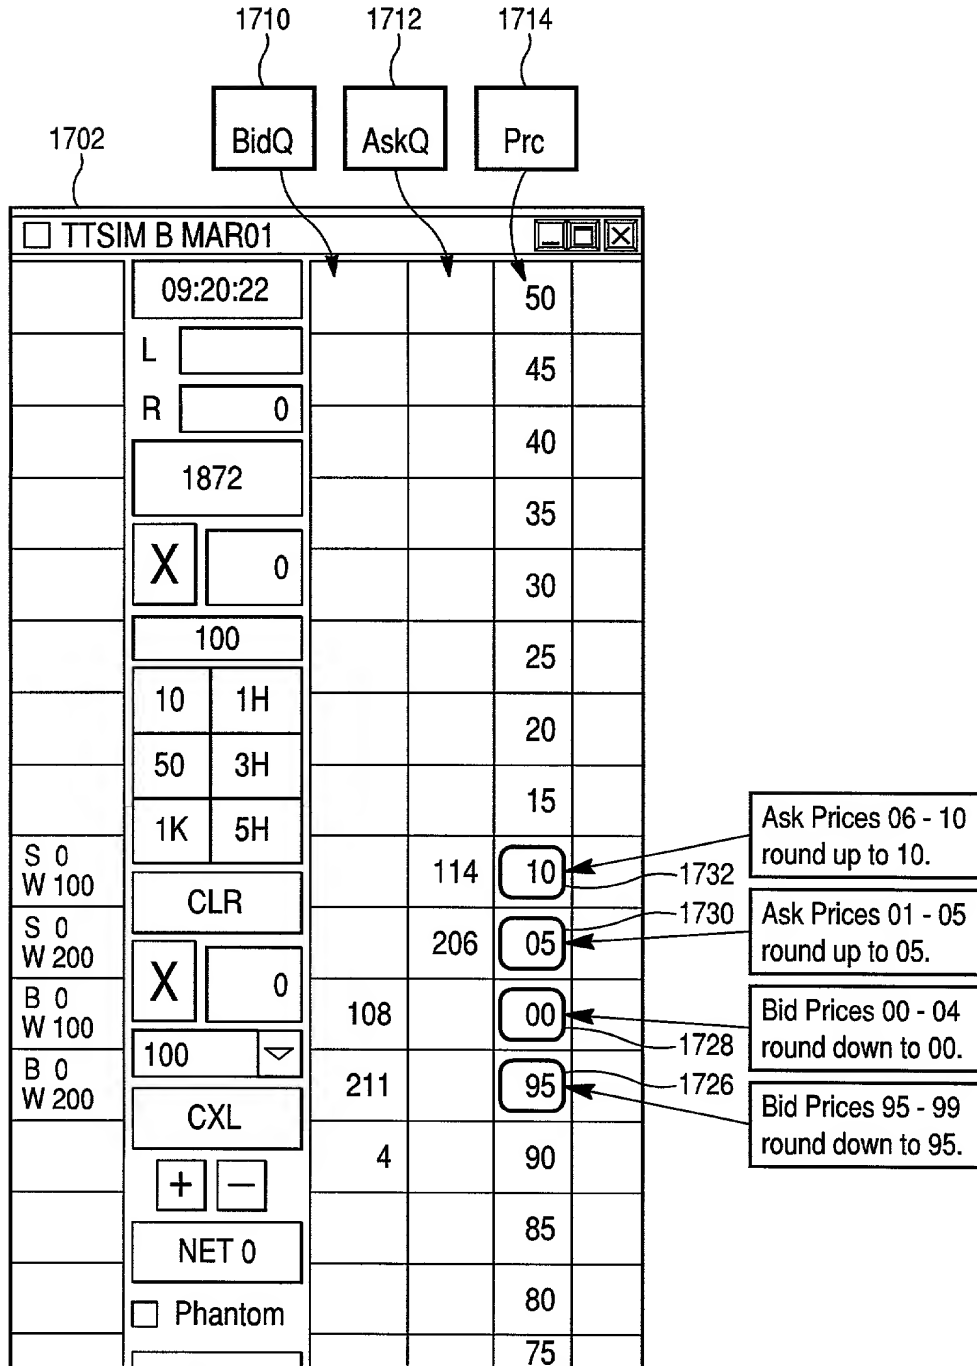 1710
1712
1714
1702
BidQ
AskQ
Prc
TTSIM B MAR01
09:20:22
50
L
45
R 0
40
1872
35
X 0
30
100
25
10 1H
20
50 3H
15
1K 5H
S 0
W 100
114
10
1732
Ask Prices 06 - 10
round up to 10.
CLR
S 0
W 200
206
05
1730
Ask Prices 01 - 05
round up to 05.
X 0
B 0
W 100
108
00
1728
Bid Prices 00 - 04
round down to 00.
100
B 0
W 200
211
95
1726
Bid Prices 95 - 99
round down to 95.
CXL
4
90
+ −
85
NET 0
80
Phantom
75